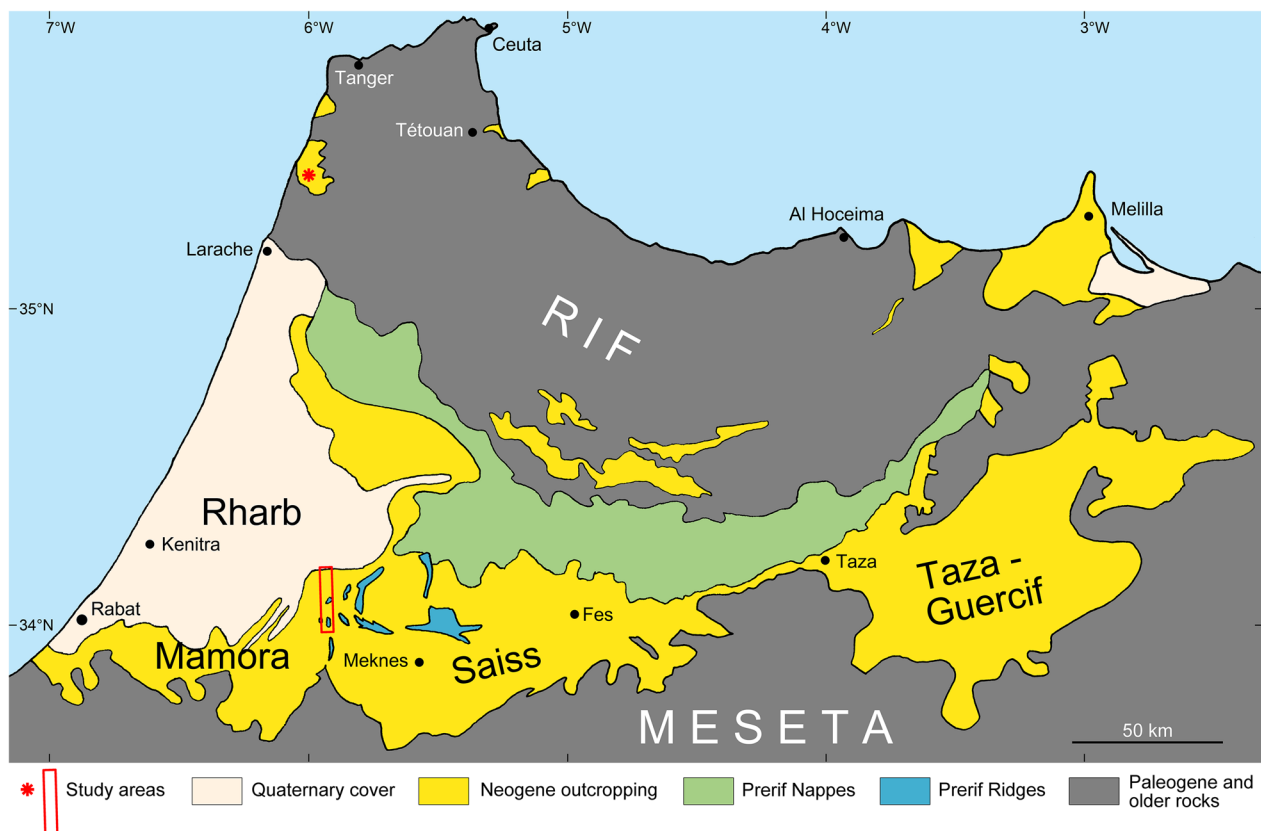 7°W
6°W
5°W
4°W
3°W
Ceuta
Tanger
Tétouan
Al Hoceima
Melilla
Larache
35°N
RIF
Rharb
Kenitra
Taza
Taza -
Guercif
Rabat
Fes
34°N
Mamora
Meknes
Saiss
MESETA
50 km
Study areas
Quaternary cover
Neogene outcropping
Prerif Nappes
Prerif Ridges
Paleogene and
older rocks